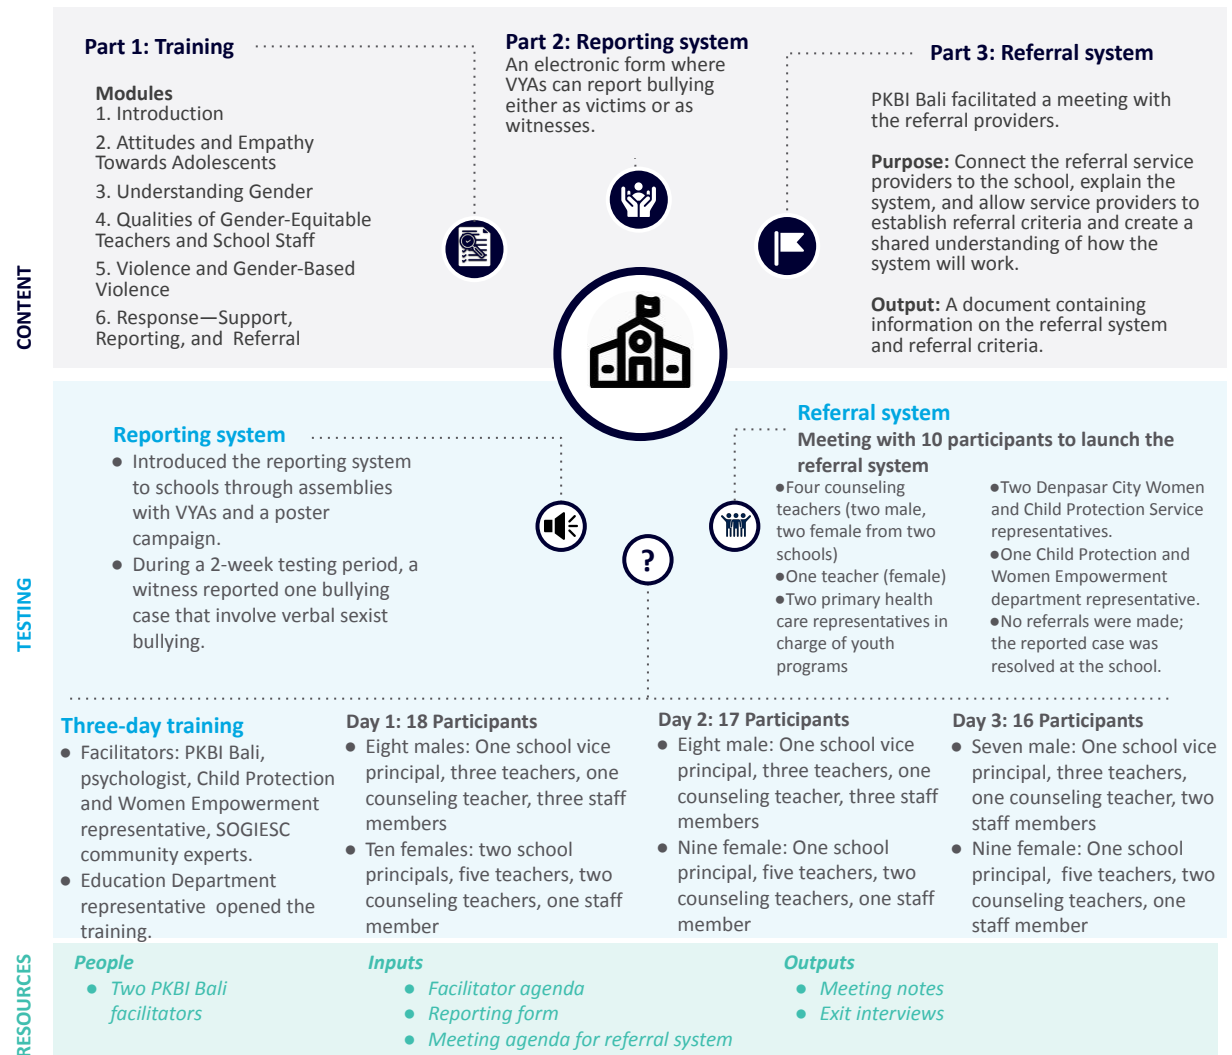 CONTENT
Part 1: Training
Modules
1. Introduction
2. Attitudes and Empathy
Towards Adolescents
3. Understanding Gender
4. Qualities of Gender-Equitable
Teachers and School Staff
5. Violence and Gender-Based
Violence
6. Response—Support,
Reporting, and Referral
Part 2: Reporting system
An electronic form where
VYAs can report bullying
either as victims or as
witnesses.
Part 3: Referral system
PKBI Bali facilitated a meeting with
the referral providers.
Purpose: Connect the referral service
providers to the school, explain the
system, and allow service providers to
establish referral criteria and create a
shared understanding of how the
system will work.
Output: A document containing
information on the referral system
and referral criteria.
TESTING
Reporting system
● Introduced the reporting system
to schools through assemblies
with VYAs and a poster
campaign.
● During a 2-week testing period, a
witness reported one bullying
case that involve verbal sexist
bullying.
?
Referral system
Meeting with 10 participants to launch the
referral system
●Four counseling
teachers (two male,
two female from two
schools)
●One teacher (female)
●Two primary health
care representatives in
charge of youth
programs
●Two Denpasar City Women
and Child Protection Service
representatives.
●One Child Protection and
Women Empowerment
department representative.
●No referrals were made;
the reported case was
resolved at the school.
Three-day training
● Facilitators: PKBI Bali,
psychologist, Child Protection
and Women Empowerment
representative, SOGIESC
community experts.
● Education Department
representative opened the
training.
Day 1: 18 Participants
● Eight males: One school vice
principal, three teachers, one
counseling teacher, three staff
members
● Ten females: two school
principals, five teachers, two
counseling teachers, one staff
member
Day 2: 17 Participants
● Eight male: One school vice
principal, three teachers, one
counseling teacher, three staff
members
● Nine female: One school
principal, five teachers, two
counseling teachers, one staff
member
Day 3: 16 Participants
● Seven male: One school vice
principal, three teachers,
one counseling teacher, two
staff members
● Nine female: One school
principal, five teachers, two
counseling teachers, one
staff member
RESOURCES
People
● Two PKBI Bali
facilitators
Inputs
● Facilitator agenda
● Reporting form
● Meeting agenda for referral system
Outputs
● Meeting notes
● Exit interviews